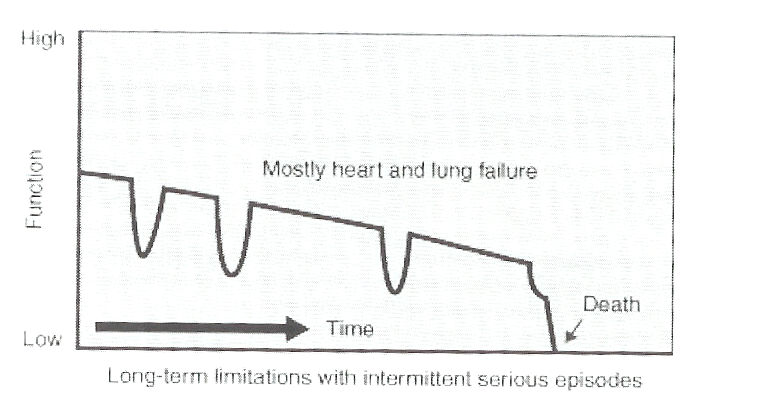 High
Mostly heart and lung failure
Function
Death
Time
Low
Long-term limitations with intermittent serious episodes